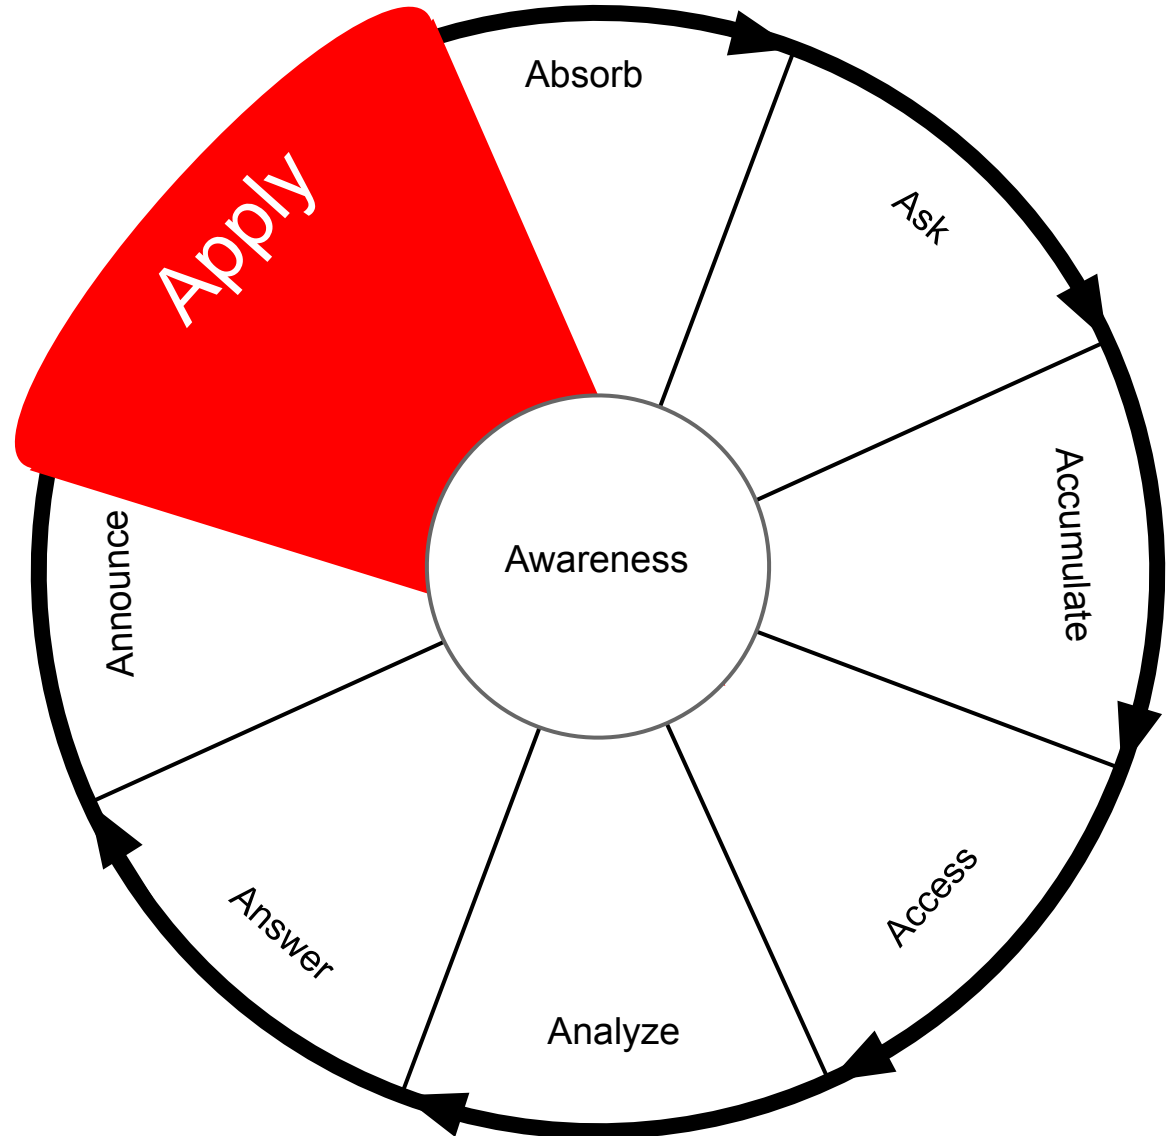 Absorb
Ask
Accumulate
Access
Analyze
Answer
Announce
Apply
Awareness